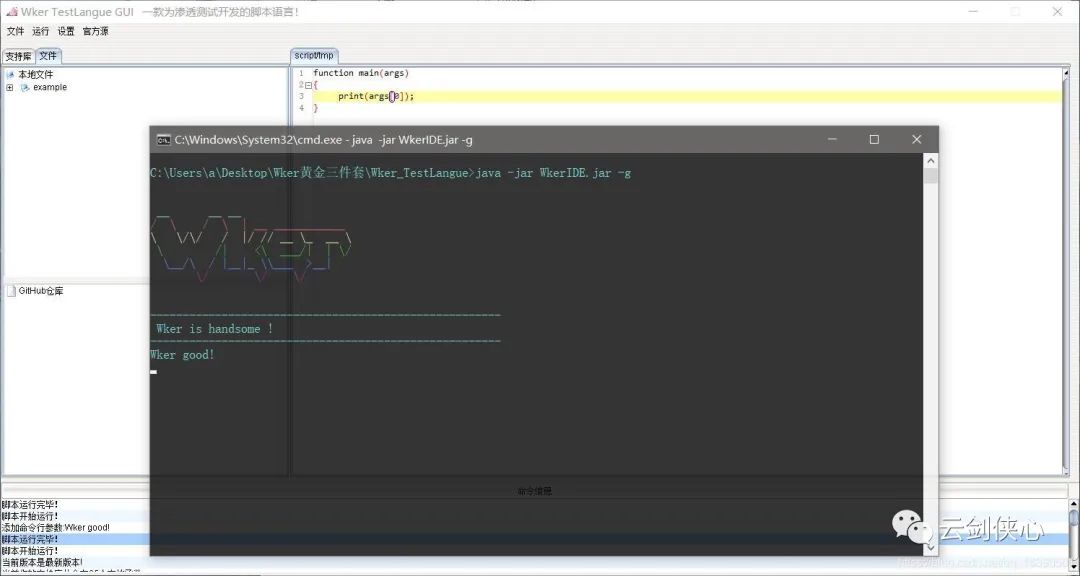 Wker TestLangue GUI 一款为渗透测试开发的脚本语言！
文件 运行 设置 官方源
支持库 文件
script/tmp
本地文件
example
1 function main(args)
2 {
3 print(args[0]);
4 }
C:\Windows\System32\cmd.exe - java -jar WkerIDE.jar -g
C:\Users\a\Desktop\Wker黄金三件套\Wker_TestLangue>java -jar WkerIDE.jar -g
Wker
GitHub仓库
Wker is handsome !
Wker good!
命令信息
脚本运行完毕!
脚本开始运行!
添加命令行参数:Wker good!
脚本运行完毕!
脚本开始运行!
当前版本是最新版本!
云剑侠心